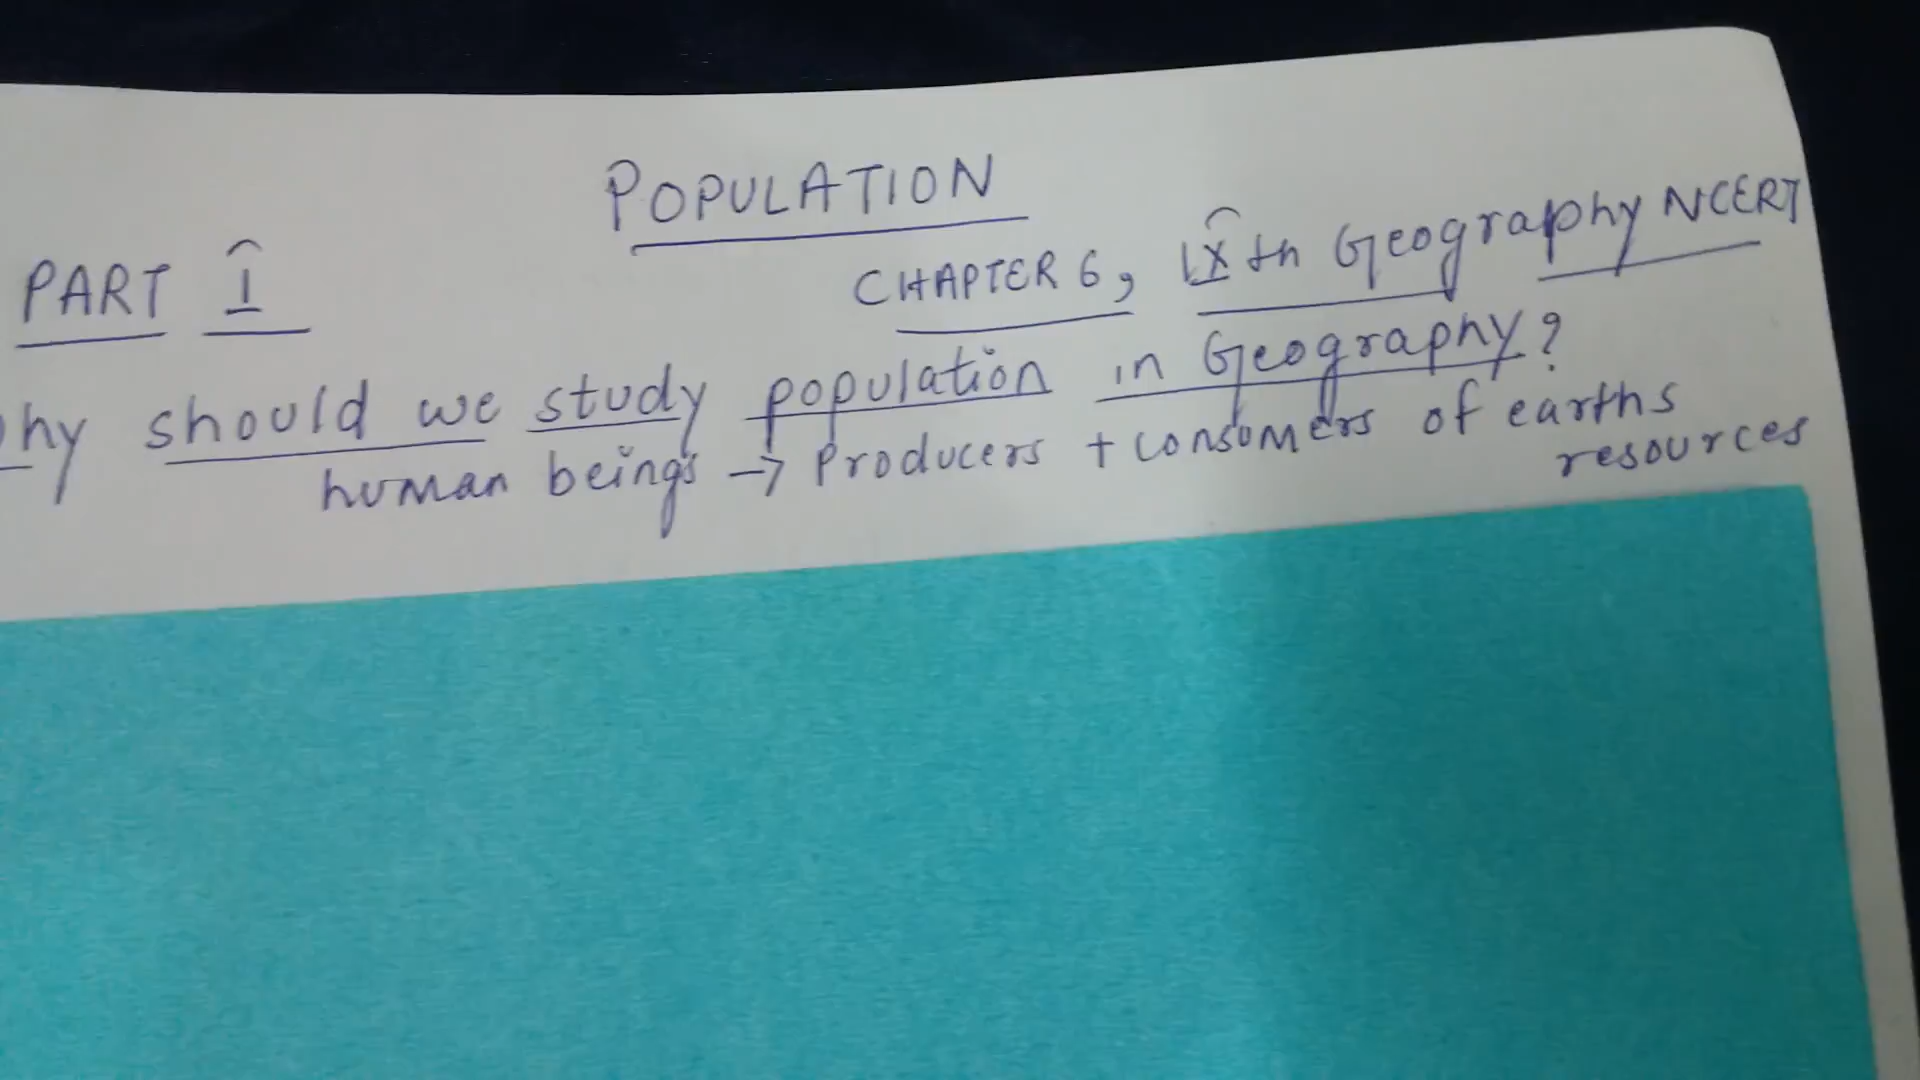 POPULATION
PART I
CHAPTER 6, IXth Geography NCERT
hy should we study population in Geography?
human beings → Producers + consumers of earths
resources